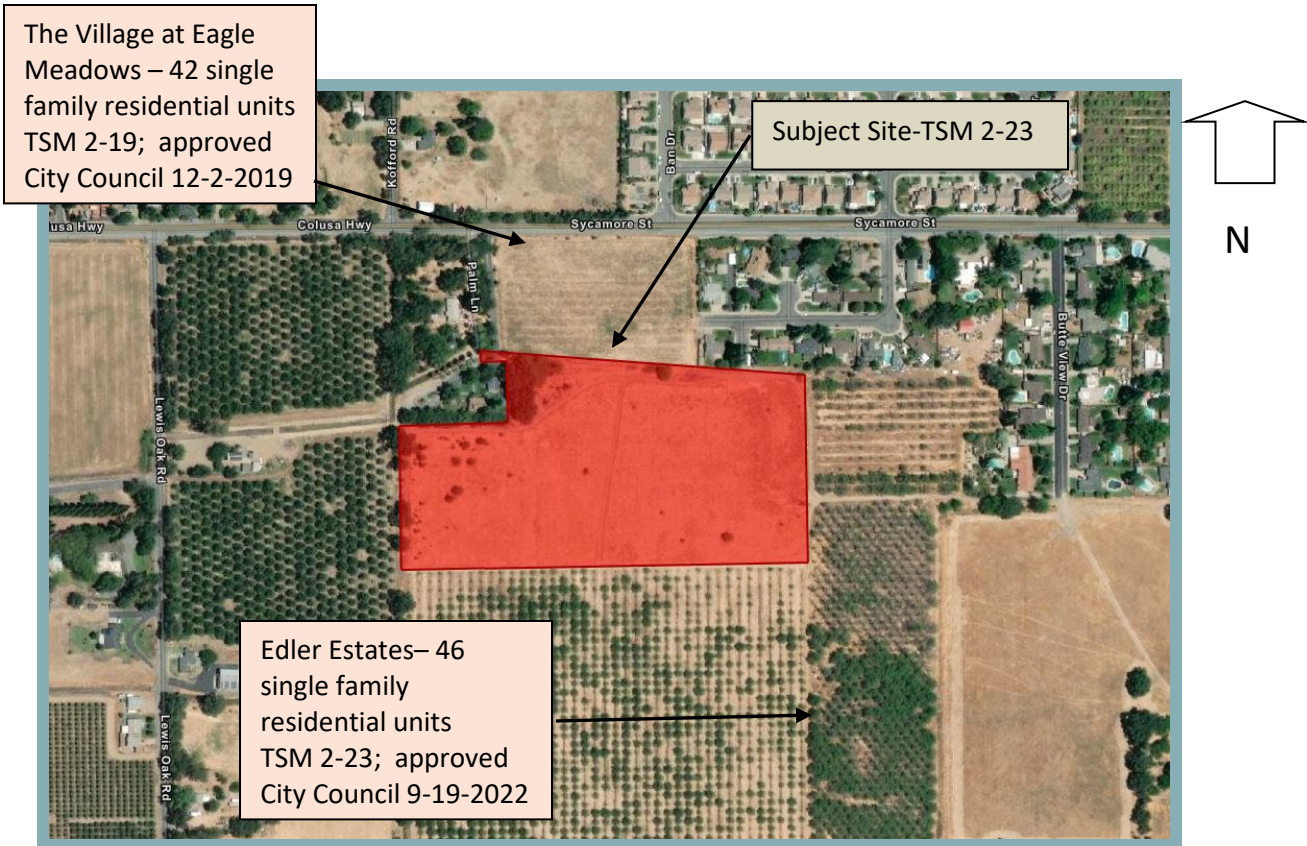 The Village at Eagle
Meadows – 42 single
family residential units
TSM 2-19;  approved
City Council 12-2-2019
Subject Site-TSM 2-23
N
Kofford Rd
Ban Dr
usa Hwy
Colusa Hwy
Sycamore St
Sycamore St
Palm Ln
Butte View Dr
Lewis Oak Rd
Edler Estates– 46
single family
residential units
TSM 2-23;  approved
City Council 9-19-2022
Lewis Oak Rd